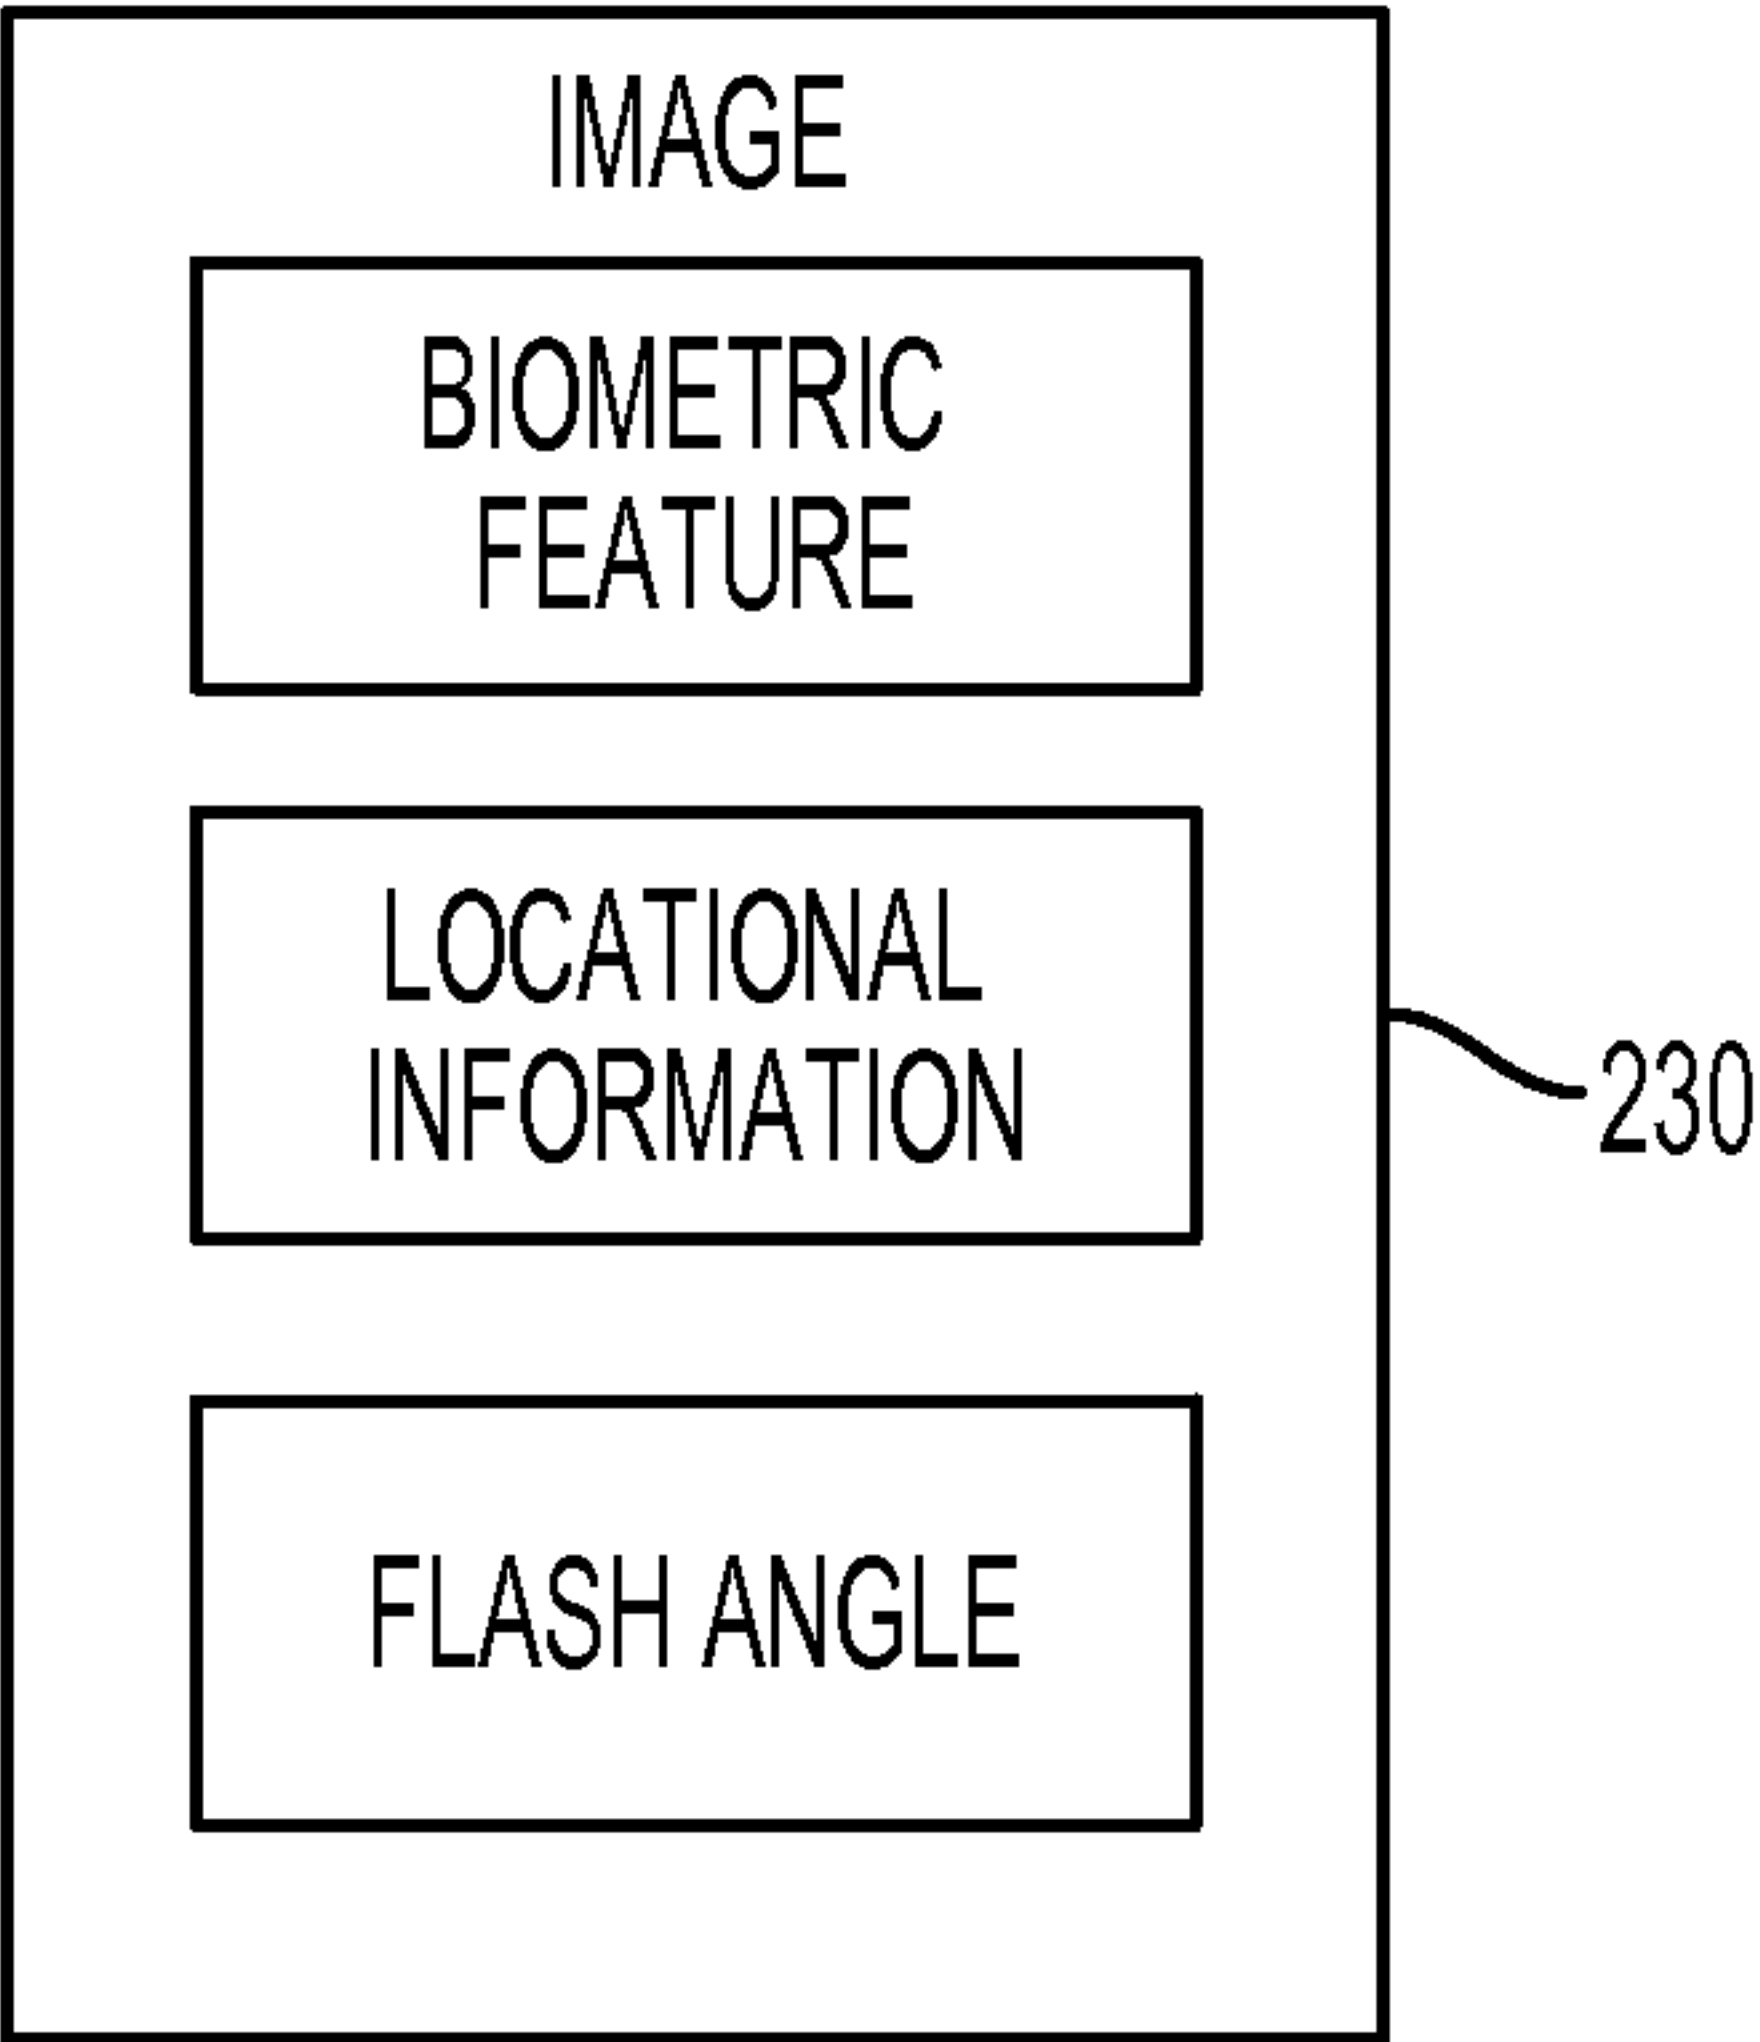 IMAGE
BIOMETRIC
FEATURE
LOCATIONAL
INFORMATION
230
FLASH ANGLE